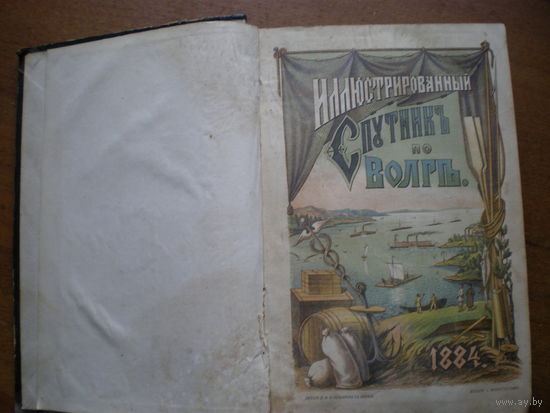 ИЛЛЮСТРИРОВАННЫЙ
СПУТНИКЪ
ПО
ВОЛГѢ.
1884.
www.ay.by